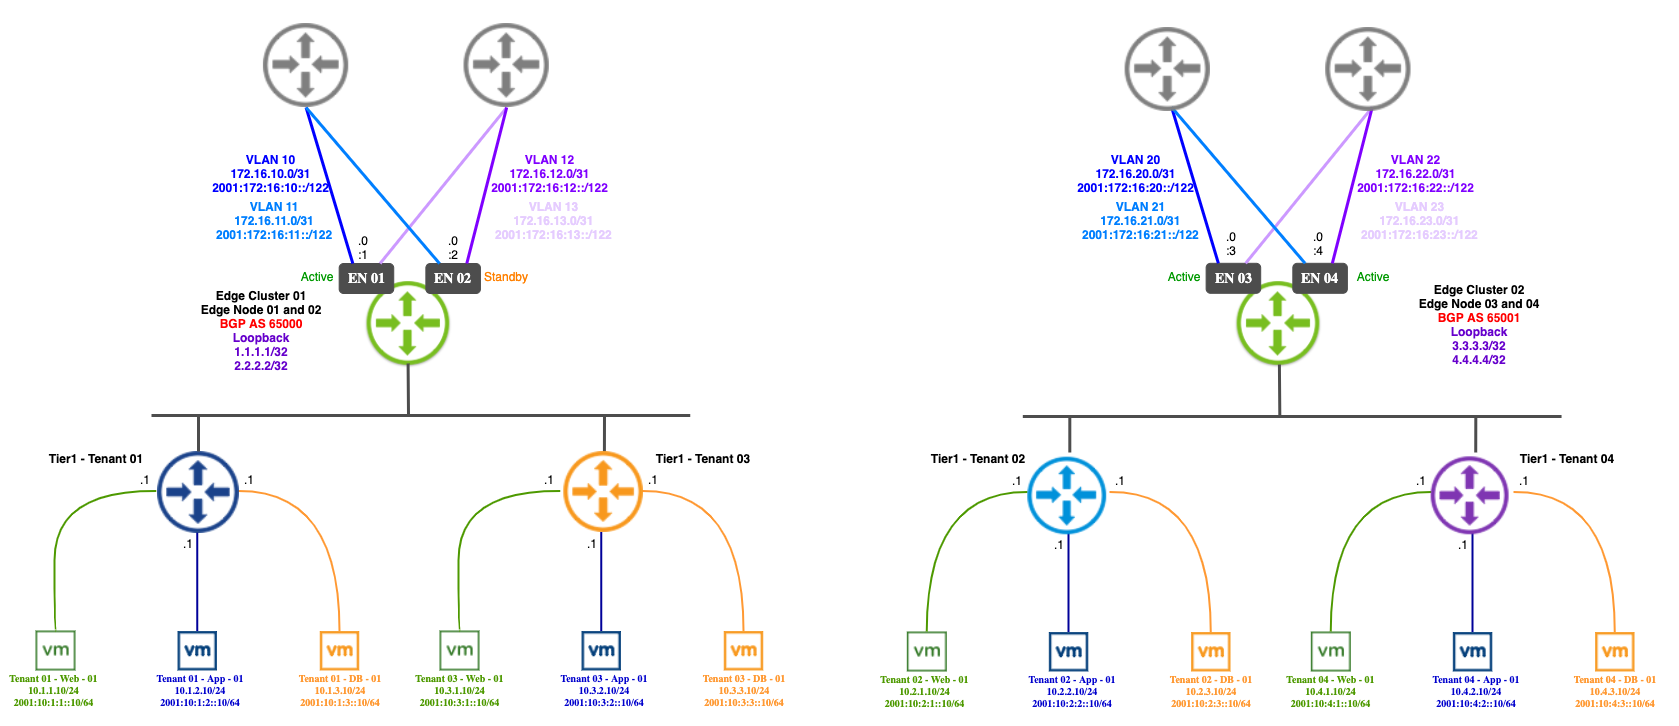 VLAN 10
172.16.10.0/31
2001:172:16:10::/122
VLAN 11
172.16.11.0/31
2001:172:16:11::/122
VLAN 12
172.16.12.0/31
2001:172:16:12::/122
VLAN 13
172.16.13.0/31
2001:172:16:13::/122
.0
:1
.0
:2
Active
EN 01
EN 02
Standby
Edge Cluster 01
Edge Node 01 and 02
BGP AS 65000
Loopback
1.1.1.1/32
2.2.2.2/32
Tier1 - Tenant 01
.1
.1
.1
Tier1 - Tenant 03
.1
.1
.1
vm
Tenant 01 - Web - 01
10.1.1.10/24
2001:10:1:1::10/64
vm
Tenant 01 - App - 01
10.1.2.10/24
2001:10:1:2::10/64
vm
Tenant 01 - DB - 01
10.1.3.10/24
2001:10:1:3::10/64
vm
Tenant 03 - Web - 01
10.3.1.10/24
2001:10:3:1::10/64
vm
Tenant 03 - App - 01
10.3.2.10/24
2001:10:3:2::10/64
vm
Tenant 03 - DB - 01
10.3.3.10/24
2001:10:3:3::10/64
VLAN 20
172.16.20.0/31
2001:172:16:20::/122
VLAN 21
172.16.21.0/31
2001:172:16:21::/122
VLAN 22
172.16.22.0/31
2001:172:16:22::/122
VLAN 23
172.16.23.0/31
2001:172:16:23::/122
.0
:3
.0
:4
Active
EN 03
EN 04
Active
Edge Cluster 02
Edge Node 03 and 04
BGP AS 65001
Loopback
3.3.3.3/32
4.4.4.4/32
Tier1 - Tenant 02
.1
.1
.1
Tier1 - Tenant 04
.1
.1
.1
vm
Tenant 02 - Web - 01
10.2.1.10/24
2001:10:2:1::10/64
vm
Tenant 02 - App - 01
10.2.2.10/24
2001:10:2:2::10/64
vm
Tenant 02 - DB - 01
10.2.3.10/24
2001:10:2:3::10/64
vm
Tenant 04 - Web - 01
10.4.1.10/24
2001:10:4:1::10/64
vm
Tenant 04 - App - 01
10.4.2.10/24
2001:10:4:2::10/64
vm
Tenant 04 - DB - 01
10.4.3.10/24
2001:10:4:3::10/64